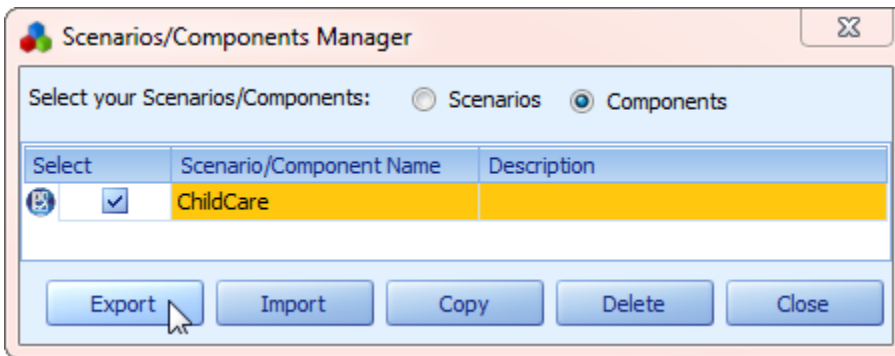 Scenarios/Components Manager
Select your Scenarios/Components: Scenarios Components
Select Scenario/Component Name Description
ChildCare
Export Import Copy Delete Close